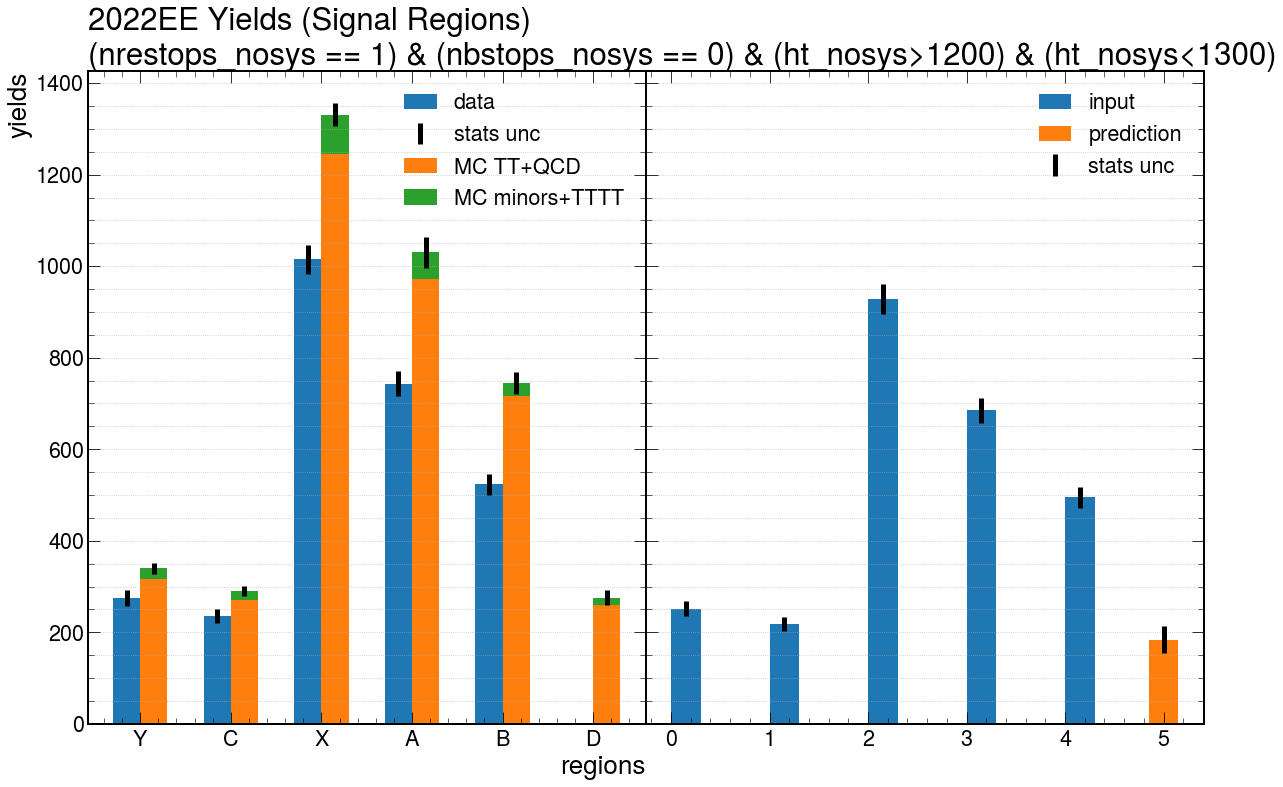 2022EE Yields (Signal Regions)
(nrestops_nosys == 1) & (nbstops_nosys == 0) & (ht_nosys>1200) & (ht_nosys<1300)
yields
1400
1200
1000
800
600
400
200
0
data
stats unc
MC TT+QCD
MC minors+TTTT
input
prediction
stats unc
Y C X A B D
0 1 2 3 4 5
regions